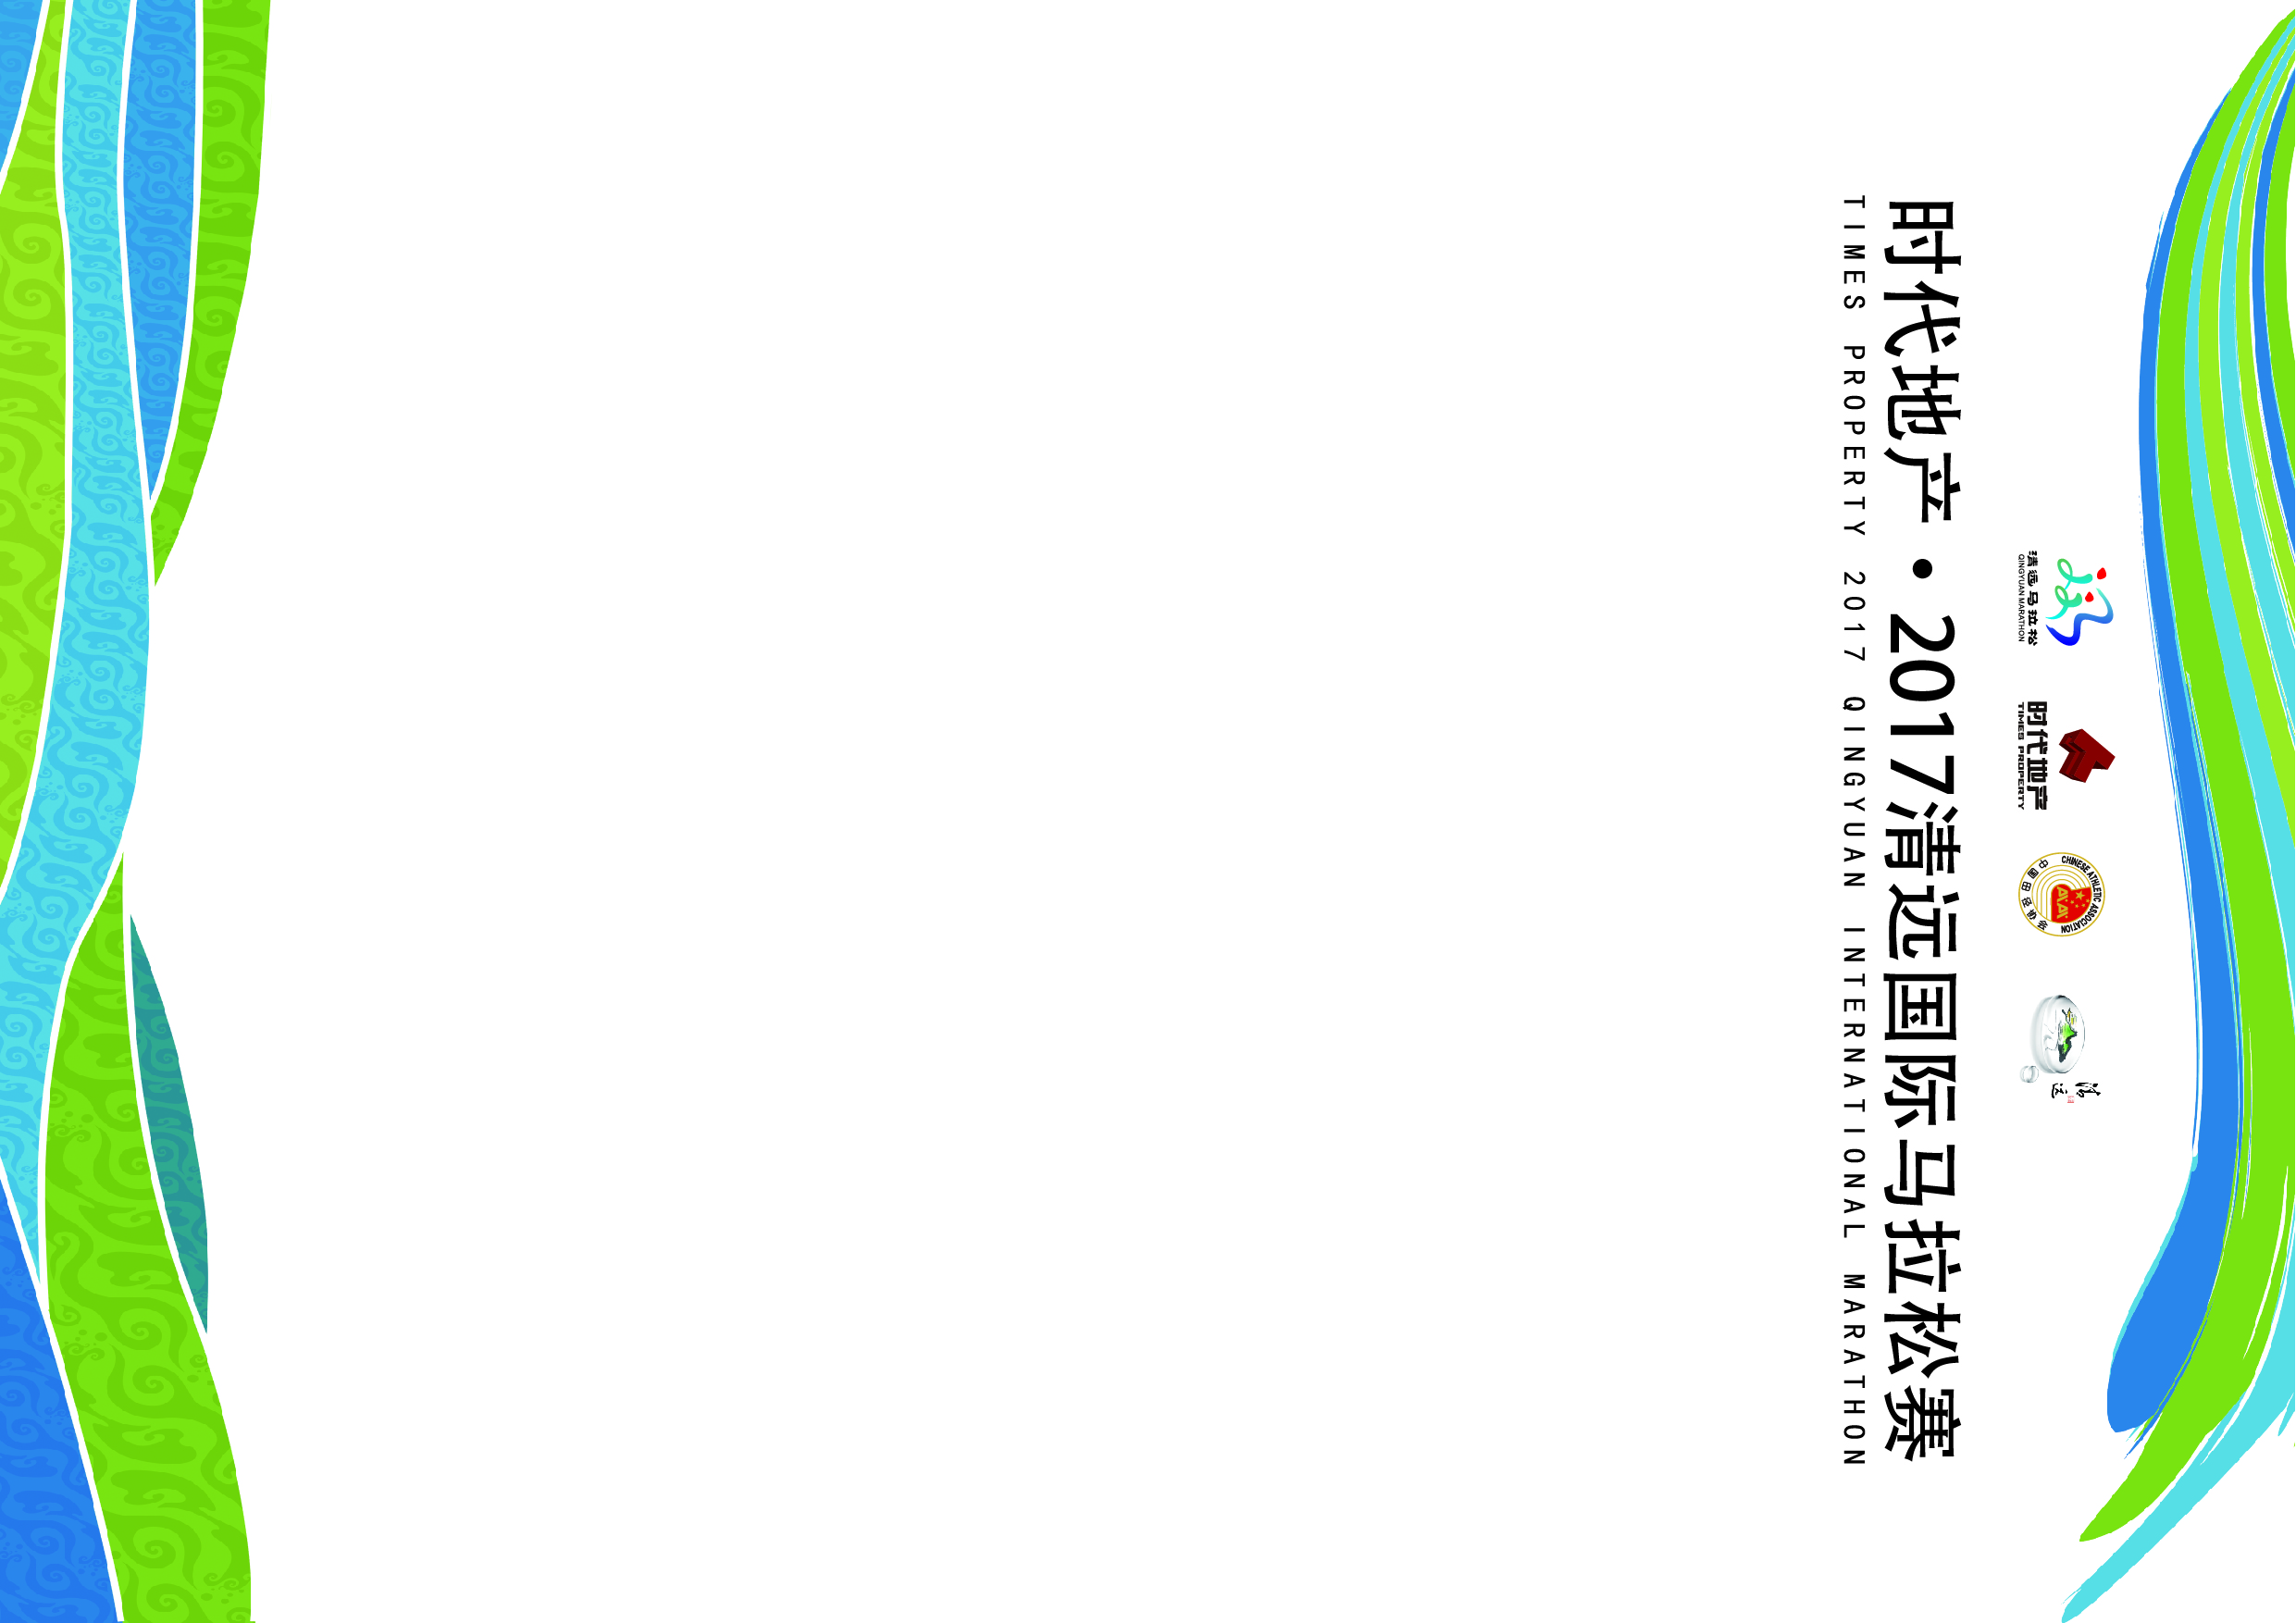 清远马拉松
QINGYUAN MARATHON
时代地产
TIMES PROPERTY
CHINESE ATHLETIC ASSOCIATION
中国田径协会
清远
时代地产·2017清远国际马拉松赛
TIMES PROPERTY 2017 QINGYUAN INTERNATIONAL MARATHON